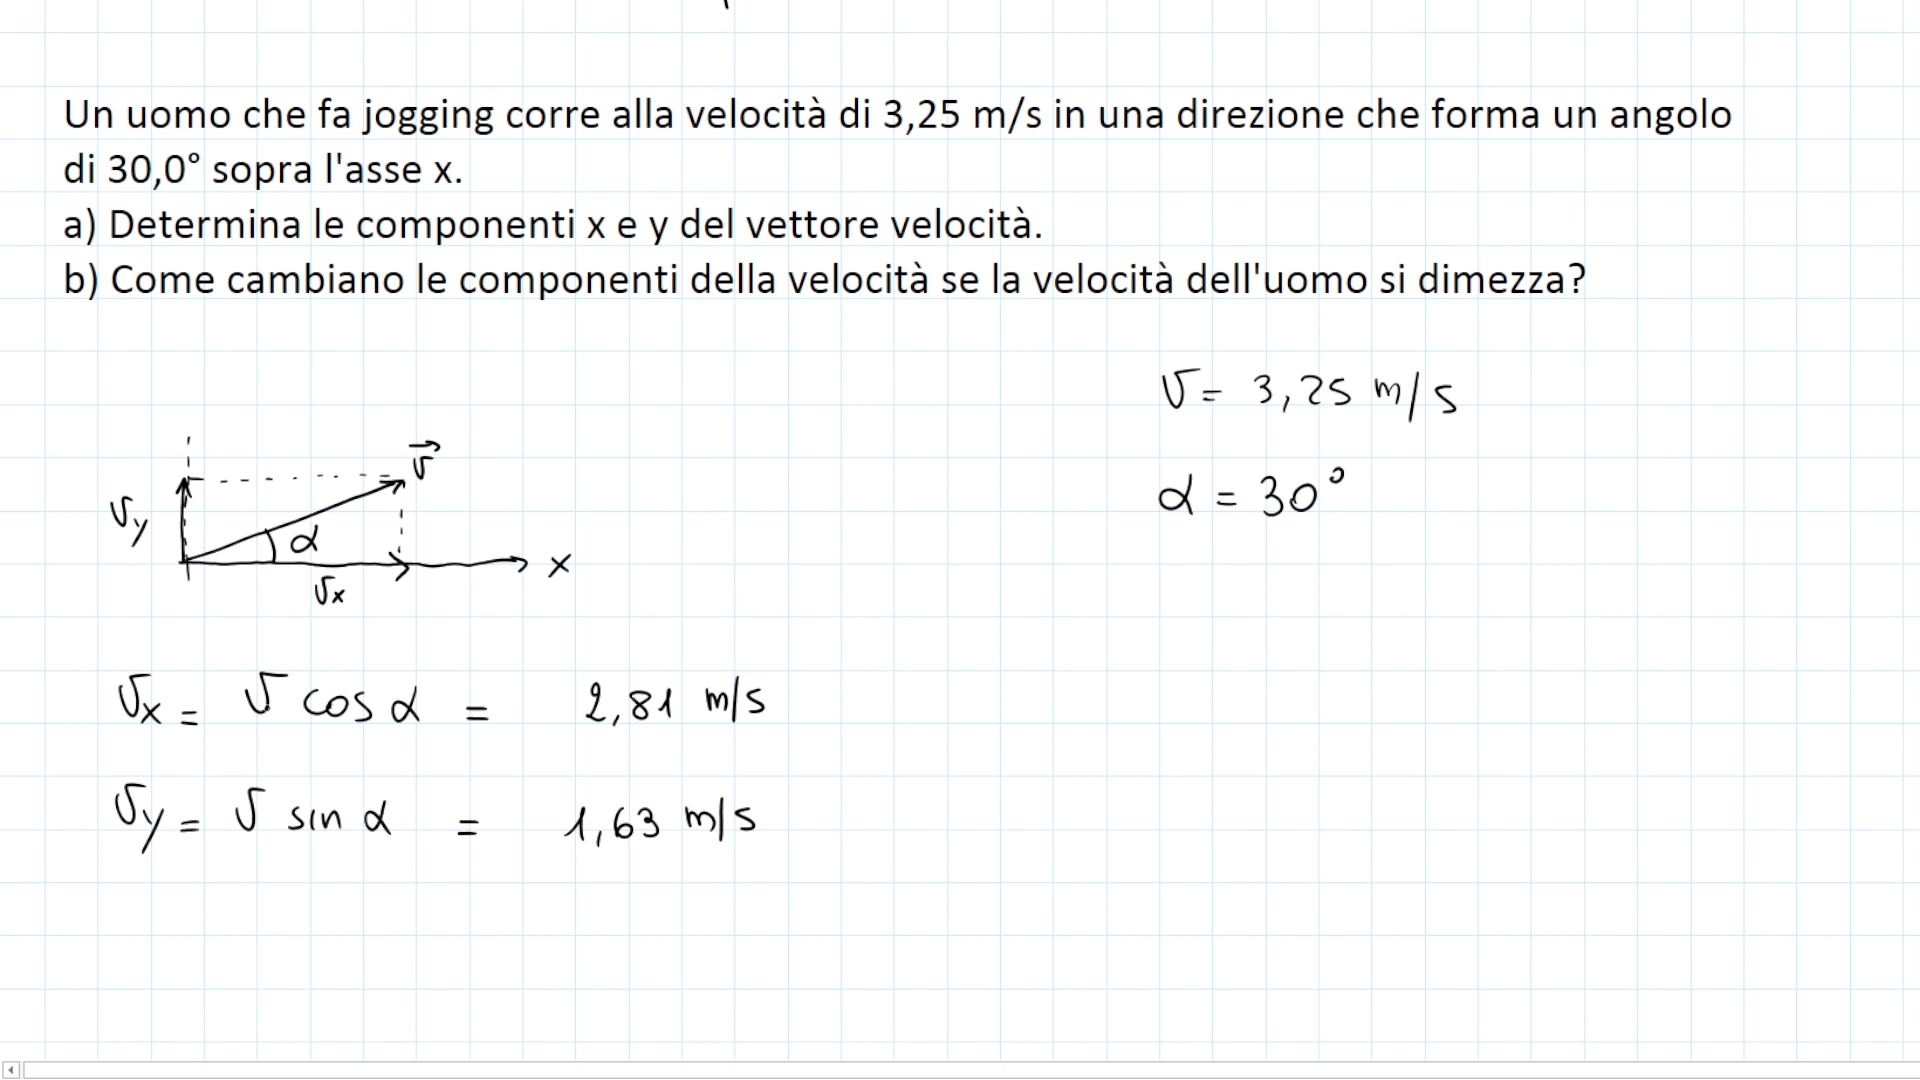 Un uomo che fa jogging corre alla velocità di 3,25 m/s in una direzione che forma un angolo
di 30,0° sopra l'asse x.
a) Determina le componenti x e y del vettore velocità.
b) Come cambiano le componenti della velocità se la velocità dell'uomo si dimezza?
v = 3,25 m/s
α = 30°
v⃗
vy
α
x
vx
vx = v cos α = 2,81 m/s
vy = v sin α = 1,63 m/s